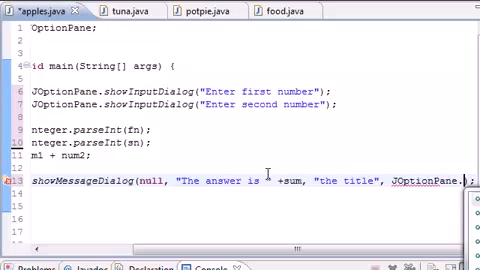 *apples.java tuna.java potpie.java food.java
1 OptionPane;
2
4 id main(String[] args) {
5
6 JOptionPane.showInputDialog("Enter first number");
7 JOptionPane.showInputDialog("Enter second number");
8
9 nteger.parseInt(fn);
10 nteger.parseInt(sn);
11 m1 + num2;
12
13 showMessageDialog(null, "The answer is " +sum, "the title", JOptionPane.);
14
15
Problems Javadoc Declaration Console